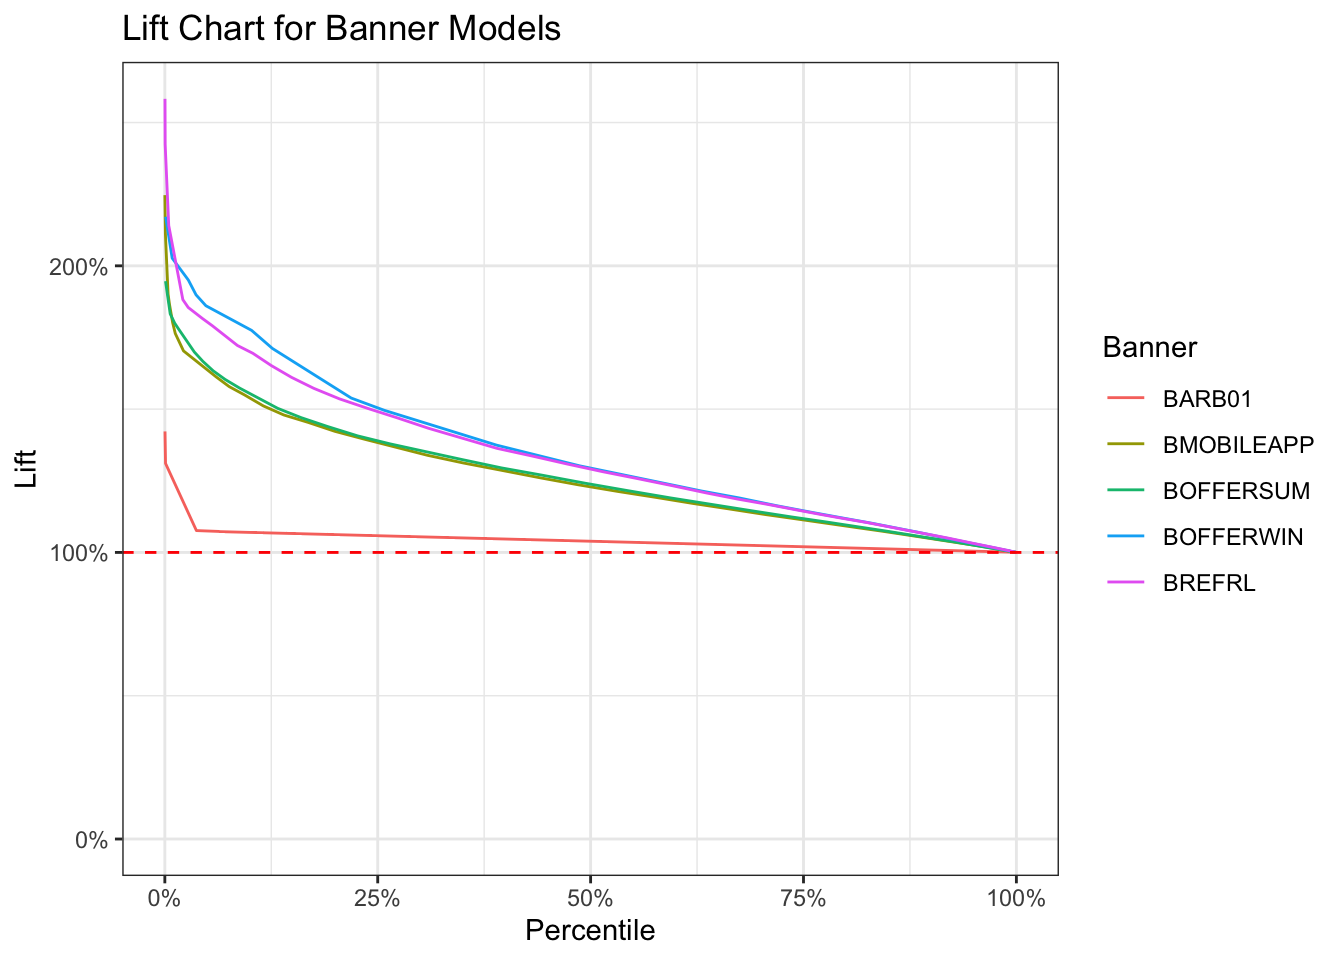 Lift Chart for Banner Models
Lift
200%
100%
0%
0%
25%
50%
75%
100%
Percentile
Banner
BARB01
BMOBILEAPP
BOFFERSUM
BOFFERWIN
BREFRL